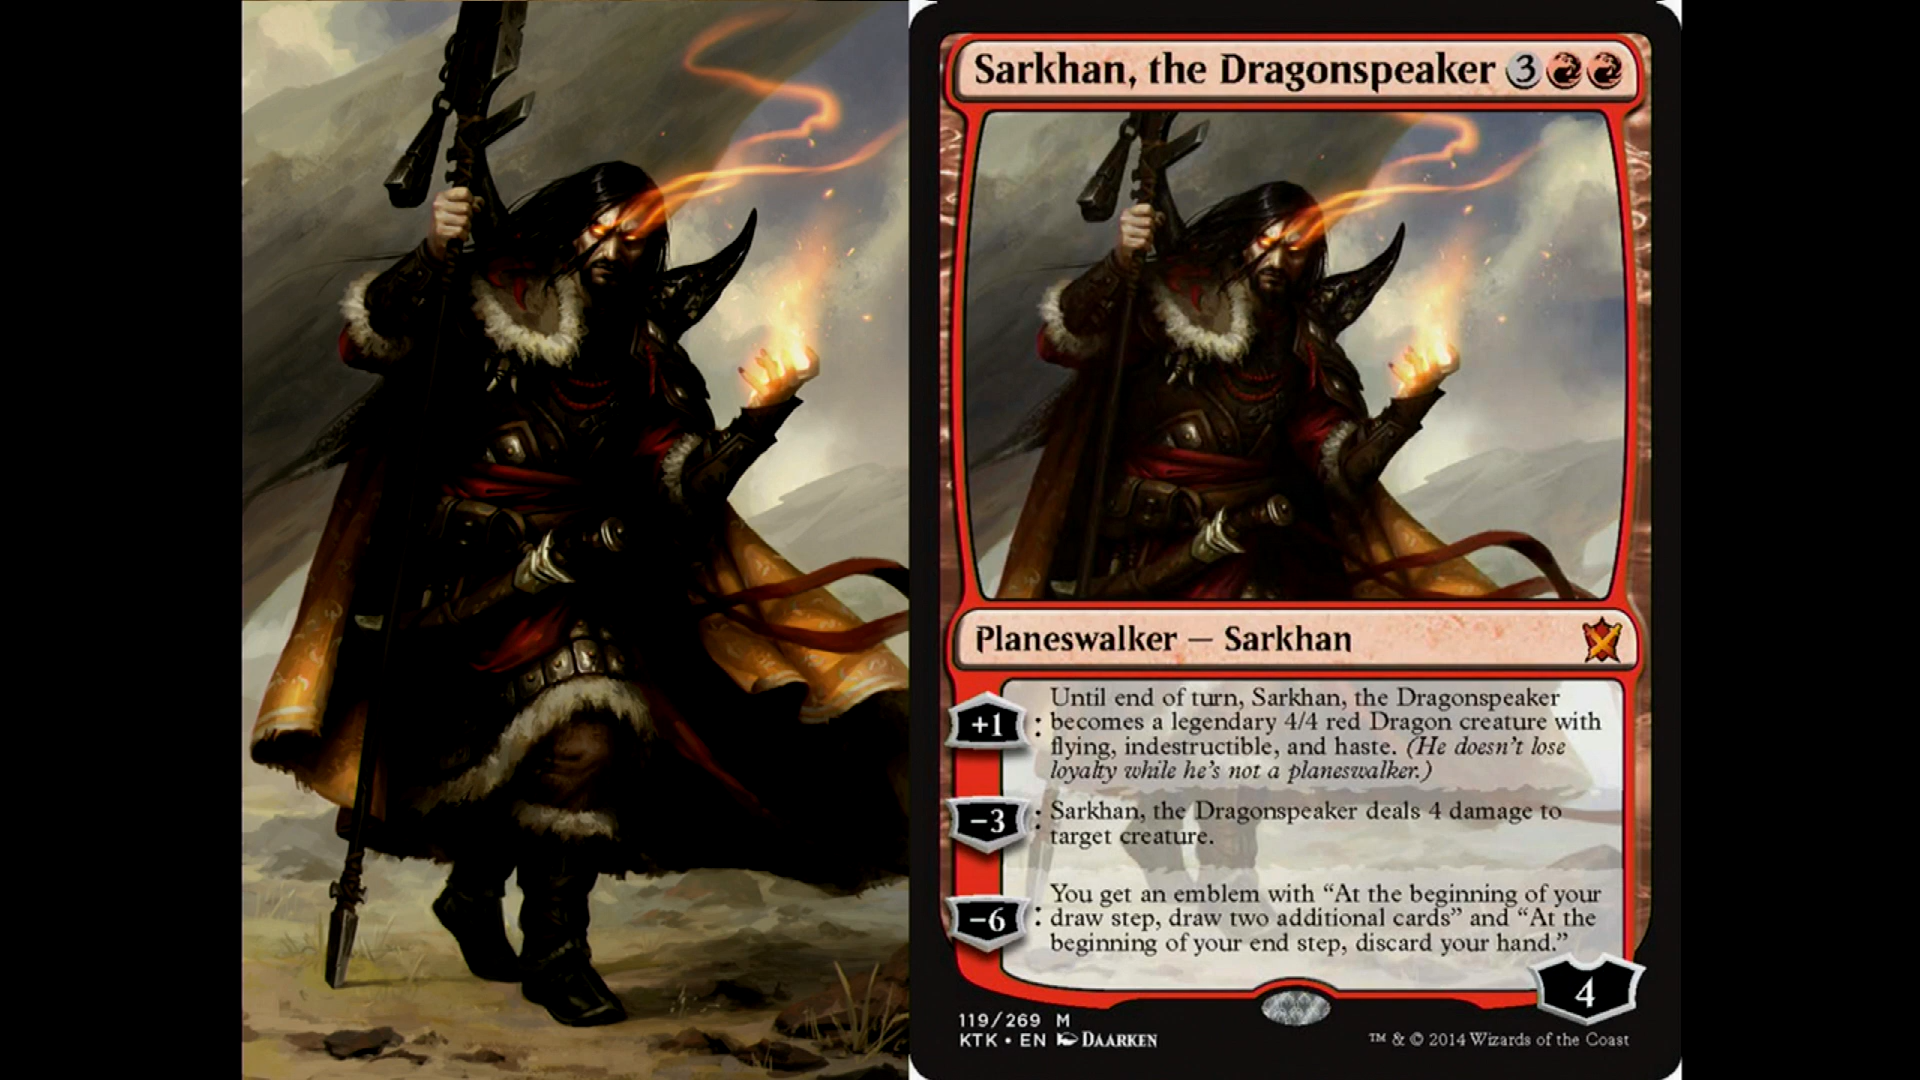 Sarkhan, the Dragonspeaker 3
Planeswalker — Sarkhan
+1 : Until end of turn, Sarkhan, the Dragonspeaker
becomes a legendary 4/4 red Dragon creature with
flying, indestructible, and haste. (He doesn't lose
loyalty while he's not a planeswalker.)
−3 : Sarkhan, the Dragonspeaker deals 4 damage to
target creature.
−6 : You get an emblem with “At the beginning of your
draw step, draw two additional cards” and “At the
beginning of your end step, discard your hand.”
4
119/269 M
KTK • EN DAARKEN
™ & © 2014 Wizards of the Coast